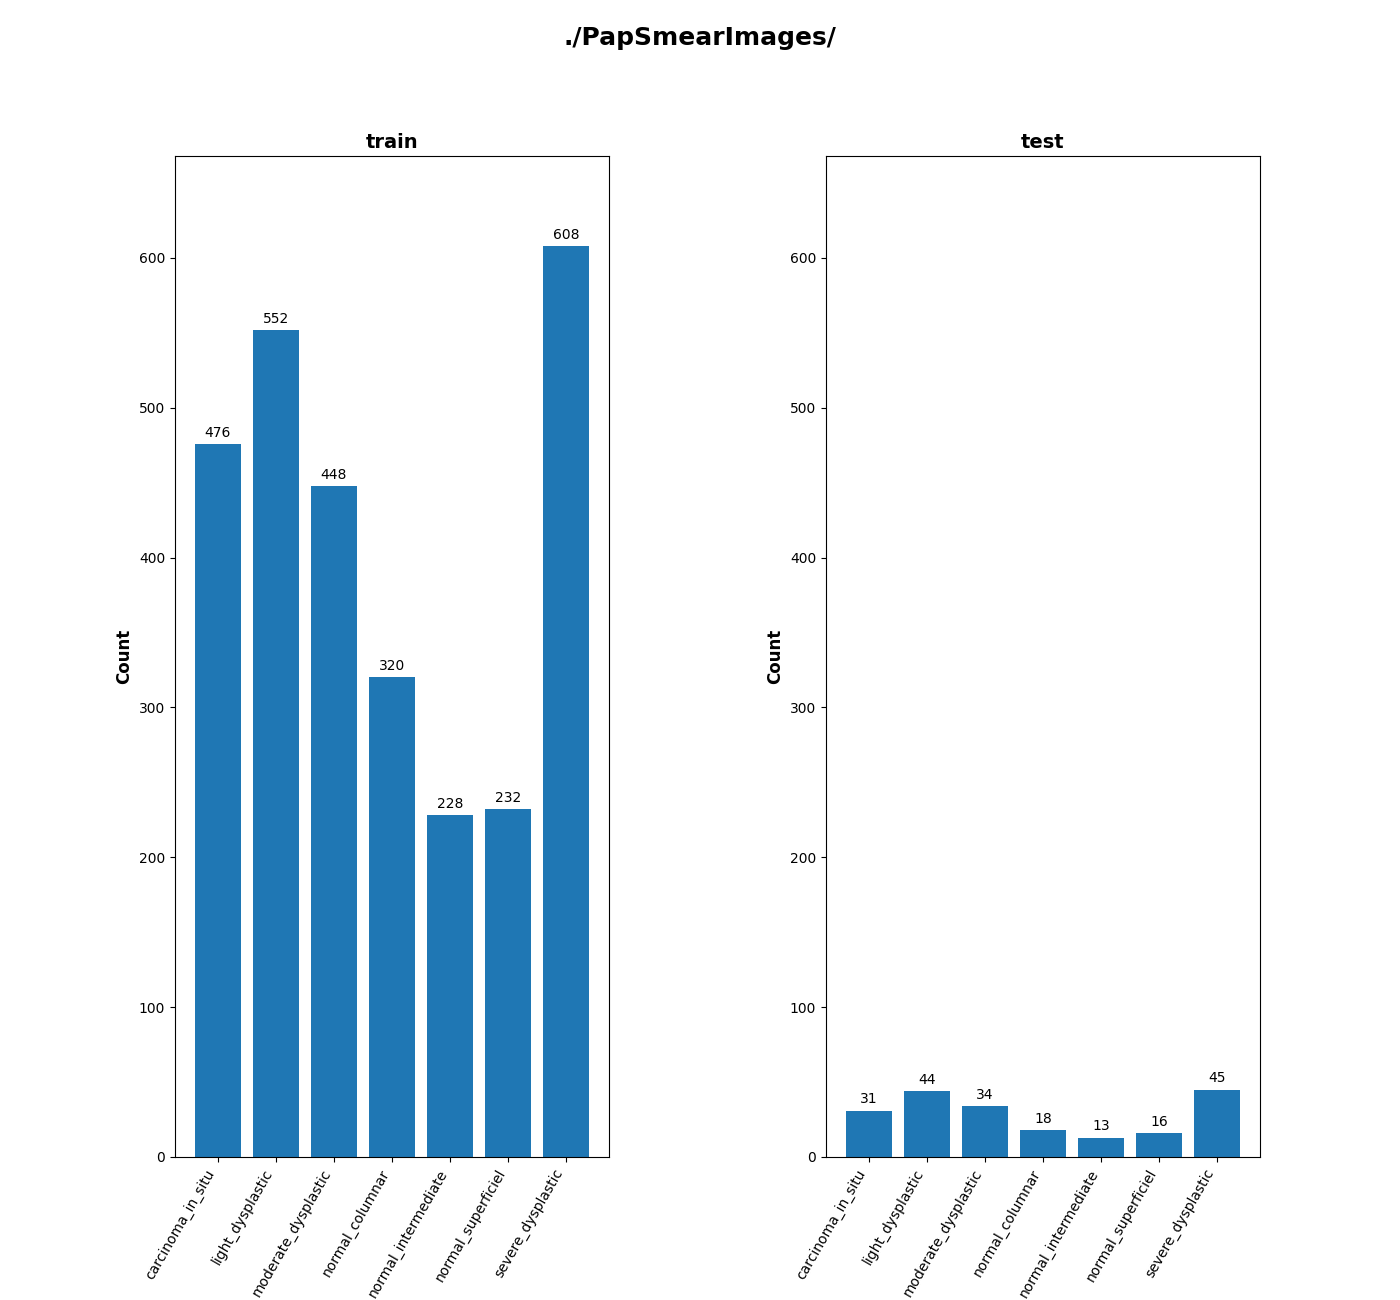 ./PapSmearImages/
train
Count
600
500
400
300
200
100
0
476
552
448
320
228
232
608
carcinoma_in_situ
light_dysplastic
moderate_dysplastic
normal_columnar
normal_intermediate
normal_superficiel
severe_dysplastic
test
Count
600
500
400
300
200
100
0
31
44
34
18
13
16
45
carcinoma_in_situ
light_dysplastic
moderate_dysplastic
normal_columnar
normal_intermediate
normal_superficiel
severe_dysplastic